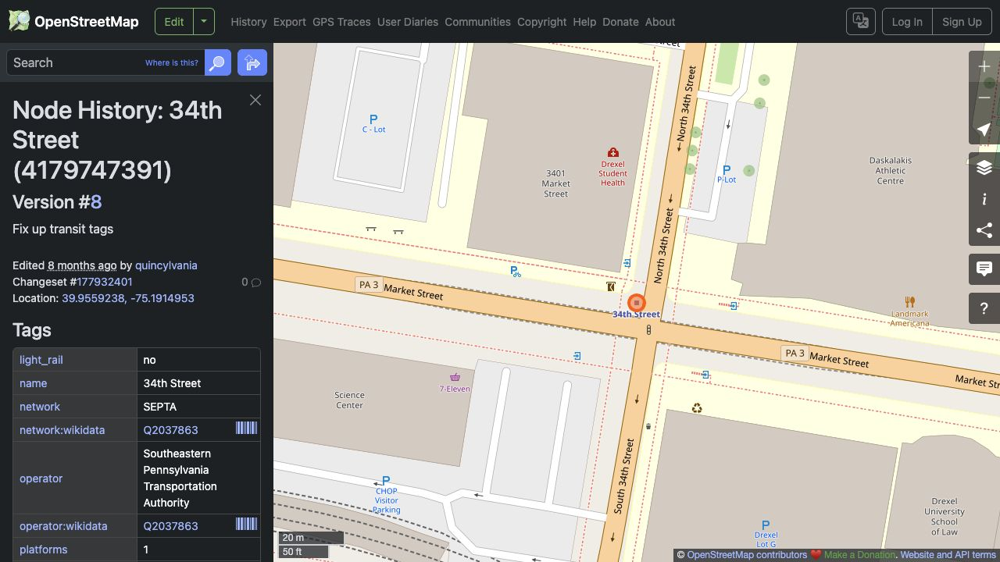 OpenStreetMap
Edit
History Export GPS Traces User Diaries Communities Copyright Help Donate About
Log In
Sign Up
Search
Where is this?
Node History: 34th
Street
(4179747391)
Version #8
Fix up transit tags
Edited 8 months ago by quincylvania
Changeset #177932401
0
Location: 39.9559238, -75.1914953
Tags
light_rail no
name 34th Street
network SEPTA
network:wikidata Q2037863
operator
Southeastern
Pennsylvania
Transportation
Authority
operator:wikidata Q2037863
platforms 1
P
C - Lot
3401
Market
Street
Drexel
Student
Health
North 34th Street
P
P-Lot
Daskalakis
Athletic
Centre
North 34th Street
PA 3
Market Street
P
34th Street
Landmark
Americana
PA 3
Market Street
Market Str
7-Eleven
Science
Center
South 34th Street
P
CHOP
Visitor
Parking
Drexel
University
School
of Law
P
Drexel
Lot G
20 m
50 ft
© OpenStreetMap contributors ♥ Make a Donation. Website and API terms